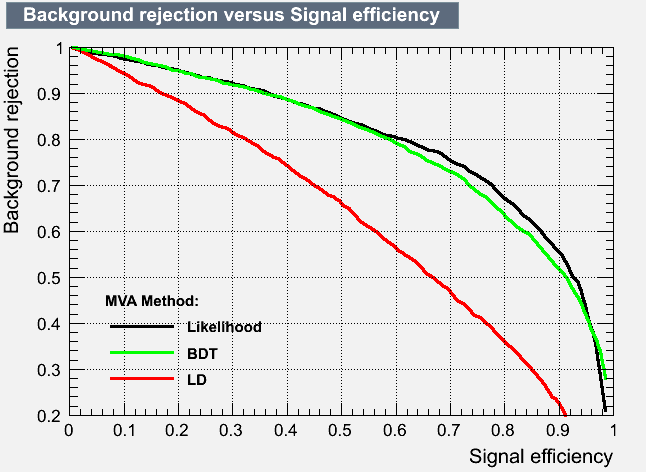 Background rejection versus Signal efficiency
Background rejection
1
0.9
0.8
0.7
0.6
0.5
0.4
0.3
0.2
MVA Method:
Likelihood
BDT
LD
0 0.1 0.2 0.3 0.4 0.5 0.6 0.7 0.8 0.9 1
Signal efficiency